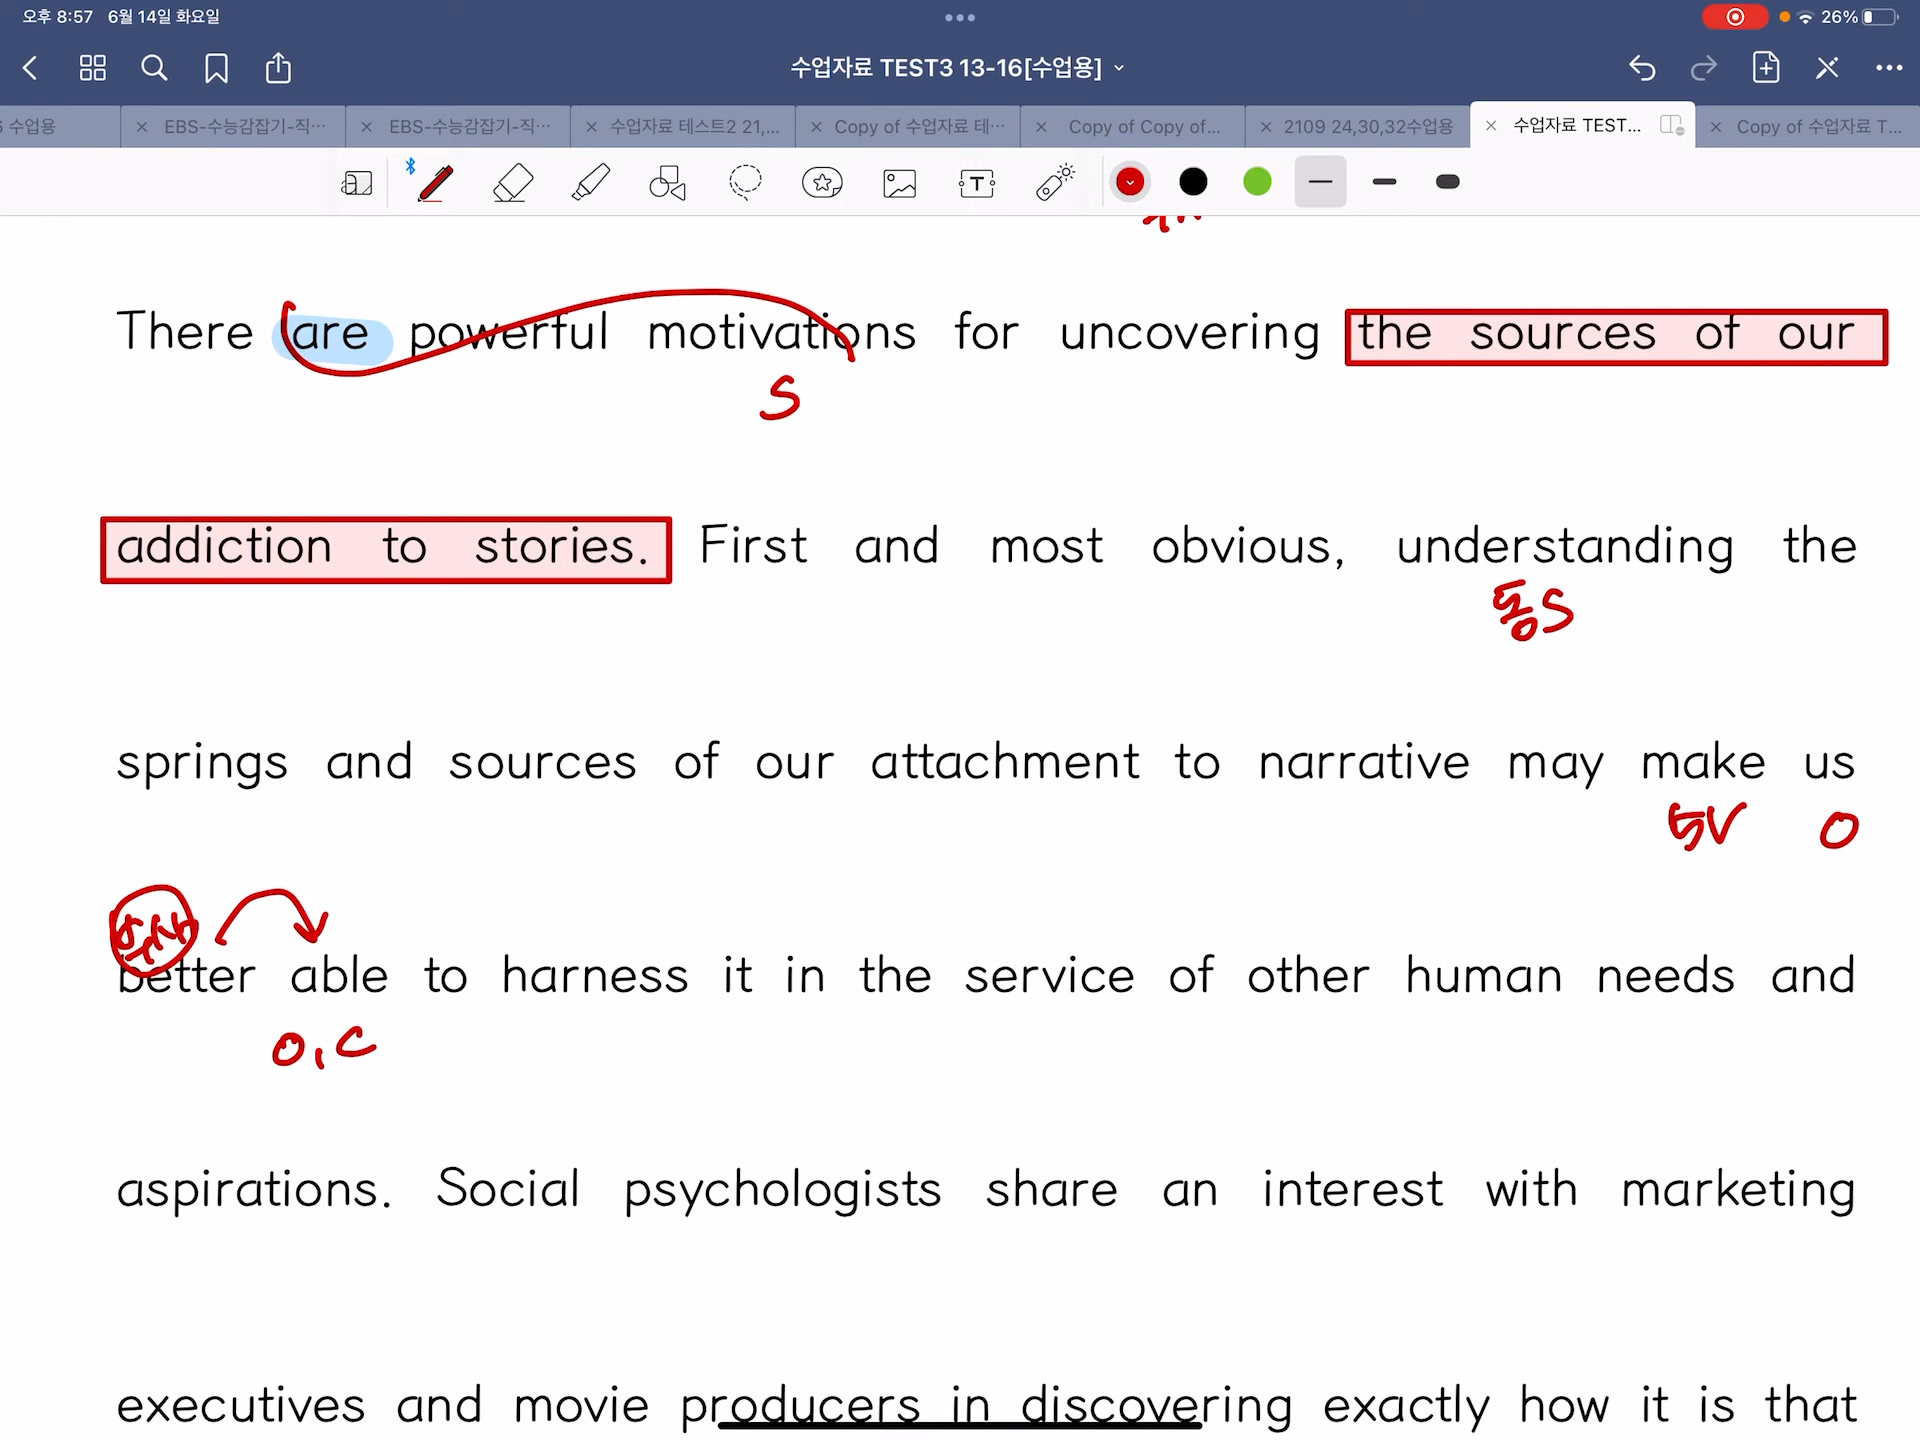 오후 8:57 6월 14일 화요일 26%
수업자료 TEST3 13-16[수업용]
수업용 EBS-수능감잡기-직… EBS-수능감잡기-직… 수업자료 테스트2 21,... Copy of 수업자료 테… Copy of Copy of... 2109 24,30,32수업용 수업자료 TEST... Copy of 수업자료 T...
There are powerful motivations for uncovering the sources of our
S
addiction to stories. First and most obvious, understanding the
동S
springs and sources of our attachment to narrative may make us
5V O
better able to harness it in the service of other human needs and
O.C
aspirations. Social psychologists share an interest with marketing
executives and movie producers in discovering exactly how it is that